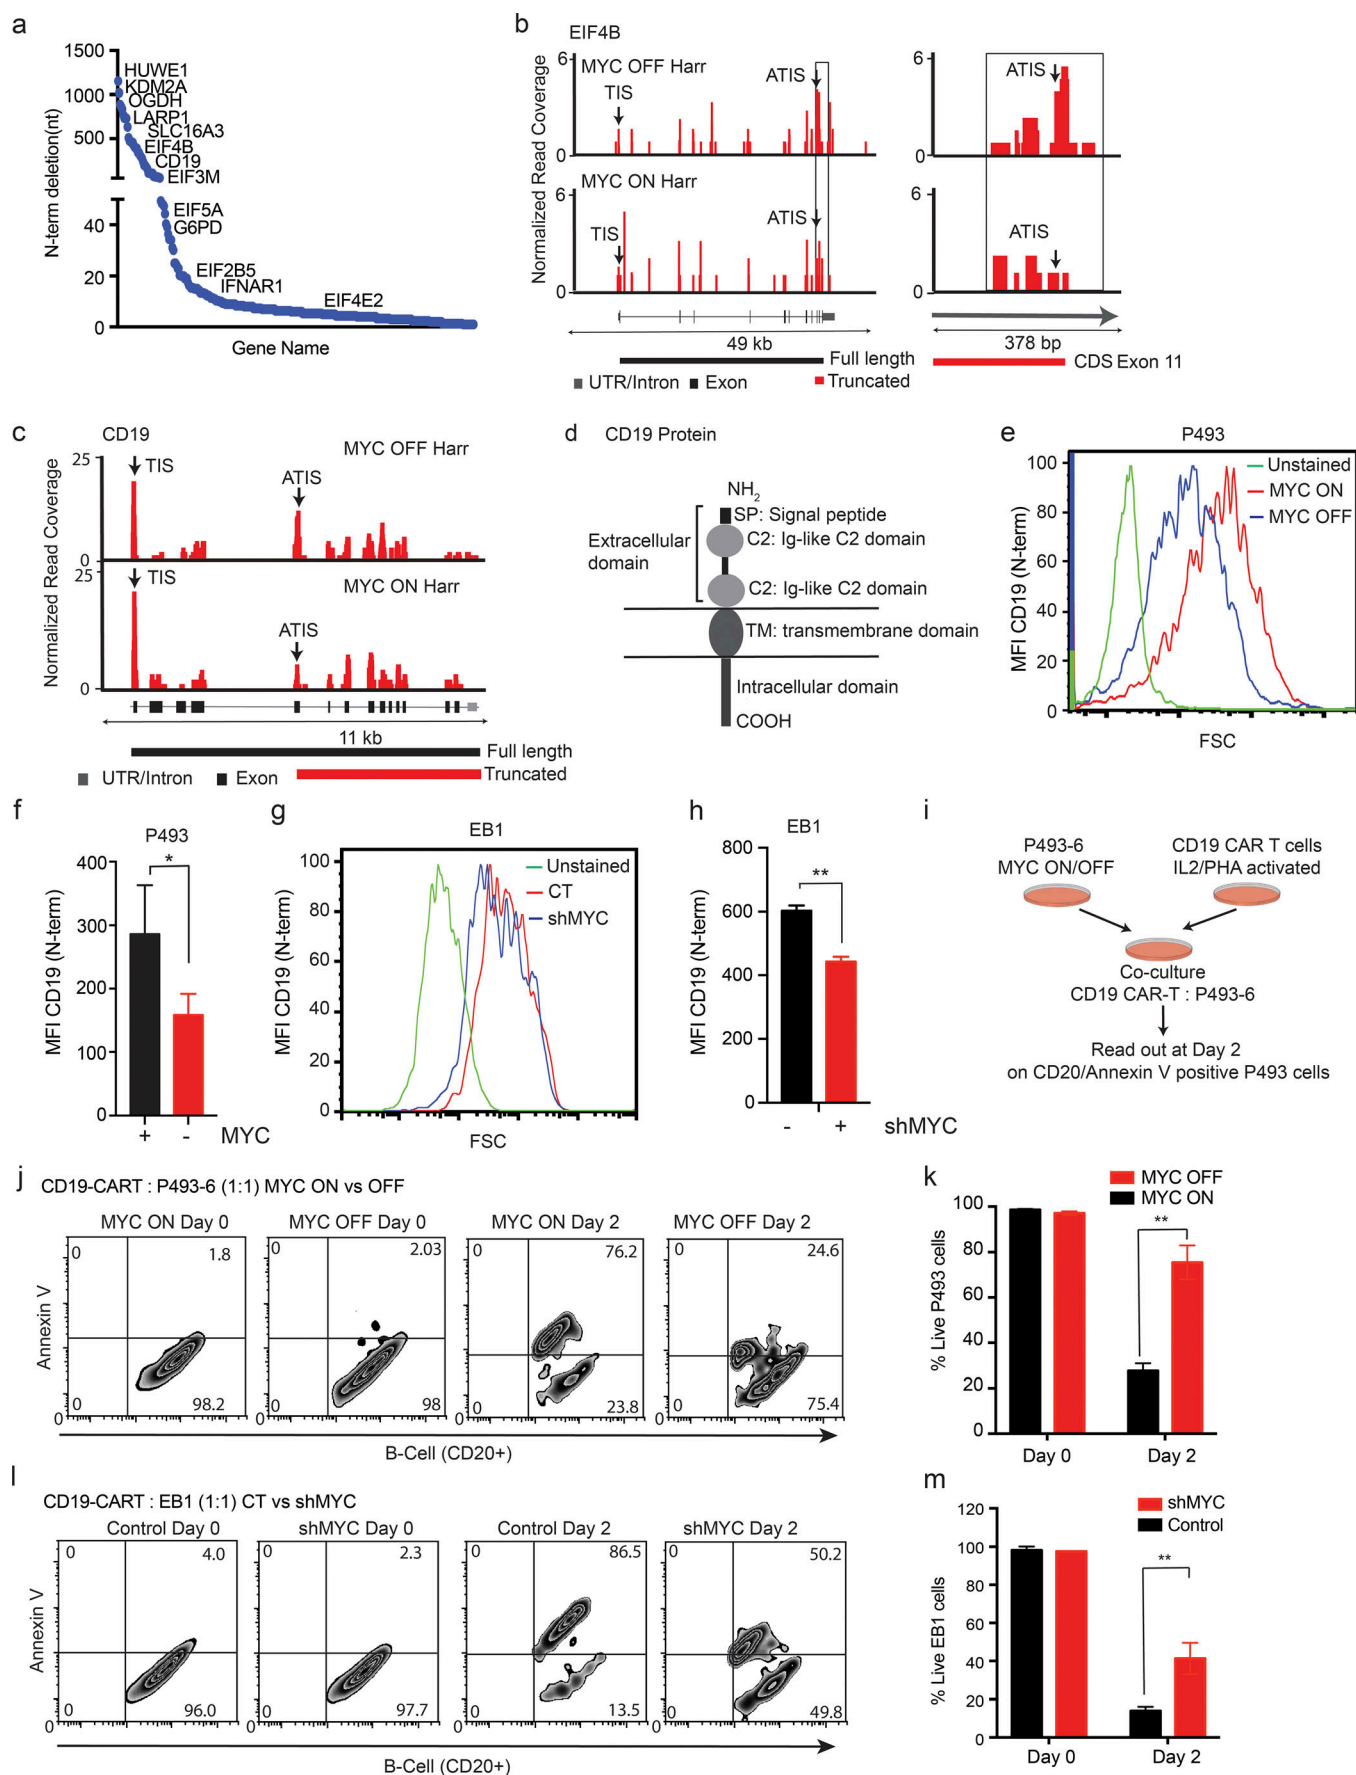 a
1500
1000
500
40
20
0
N-term deletion(nt)
HUWE1
KDM2A
OGDH
LARP1
SLC16A3
EIF4B
CD19
EIF3M
EIF5A
G6PD
EIF2B5
IFNAR1
EIF4E2
Gene Name
b
EIF4B
Normalized Read Coverage
6
0
MYC OFF Harr
TIS
ATIS
6
0
MYC ON Harr
TIS
ATIS
49 kb
Full length
UTR/Intron
Exon
Truncated
6
0
ATIS
6
0
ATIS
378 bp
CDS Exon 11
c
CD19
Normalized Read Coverage
25
0
TIS
ATIS
MYC OFF Harr
25
0
TIS
ATIS
MYC ON Harr
11 kb
Full length
UTR/Intron
Exon
Truncated
d
CD19 Protein
NH2
SP: Signal peptide
Extracellular
domain
C2: Ig-like C2 domain
C2: Ig-like C2 domain
TM: transmembrane domain
Intracellular domain
COOH
e
P493
MFI CD19 (N-term)
100
80
60
40
20
0
Unstained
MYC ON
MYC OFF
FSC
f
P493
MFI CD19 (N-term)
400
300
200
100
0
*
+
-
MYC
g
EB1
MFI CD19 (N-term)
100
80
60
40
20
0
Unstained
CT
shMYC
FSC
h
EB1
MFI CD19 (N-term)
800
600
400
200
0
**
-
+
shMYC
i
P493-6
MYC ON/OFF
CD19 CAR T cells
IL2/PHA activated
Co-culture
CD19 CAR-T : P493-6
Read out at Day 2
on CD20/Annexin V positive P493 cells
j
CD19-CART : P493-6 (1:1) MYC ON vs OFF
Annexin V
MYC ON Day 0
0
1.8
0
98.2
0
MYC OFF Day 0
0
2.03
0
98
0
MYC ON Day 2
0
76.2
0
23.8
0
MYC OFF Day 2
0
24.6
0
75.4
0
B-Cell (CD20+)
k
MYC OFF
MYC ON
% Live P493 cells
100
80
60
40
20
0
**
Day 0
Day 2
l
CD19-CART : EB1 (1:1) CT vs shMYC
Annexin V
Control Day 0
0
4.0
0
96.0
0
shMYC Day 0
0
2.3
0
97.7
0
Control Day 2
0
86.5
0
13.5
0
shMYC Day 2
0
50.2
0
49.8
0
B-Cell (CD20+)
m
shMYC
Control
% Live EB1 cells
120
100
80
60
40
20
0
**
Day 0
Day 2